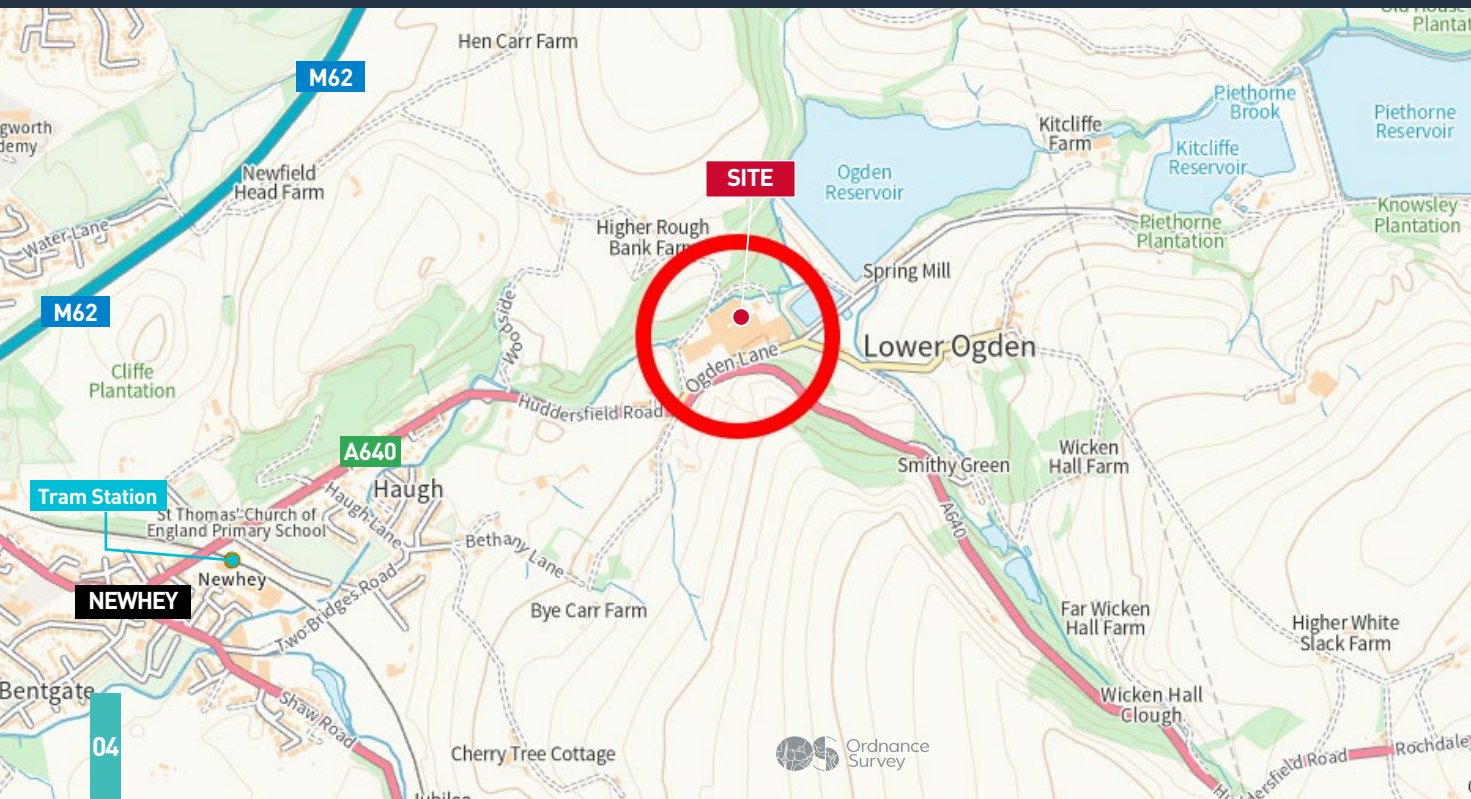 Hen Carr Farm
M62
Piethorne
Brook
Piethorne
Reservoir
Kitcliffe
Farm
Kitcliffe
Reservoir
Newfield
Head Farm
SITE
Ogden
Reservoir
Knowsley
Plantation
Water Lane
Higher Rough
Bank Farm
Piethorne
Plantation
Spring Mill
M62
Woodside
Lower Ogden
Ogden Lane
Cliffe
Plantation
Huddersfield Road
A640
Smithy Green
Wicken
Hall Farm
Haugh
Tram Station
Haugh Lane
St Thomas' Church of
England Primary School
A640
Bethany Lane
Newhey
NEWHEY
Two Bridges Road
Bye Carr Farm
Far Wicken
Hall Farm
Higher White
Slack Farm
Bentgate
Wicken Hall
Clough
Shaw Road
04
Cherry Tree Cottage
Ordnance
Survey
Rochdale